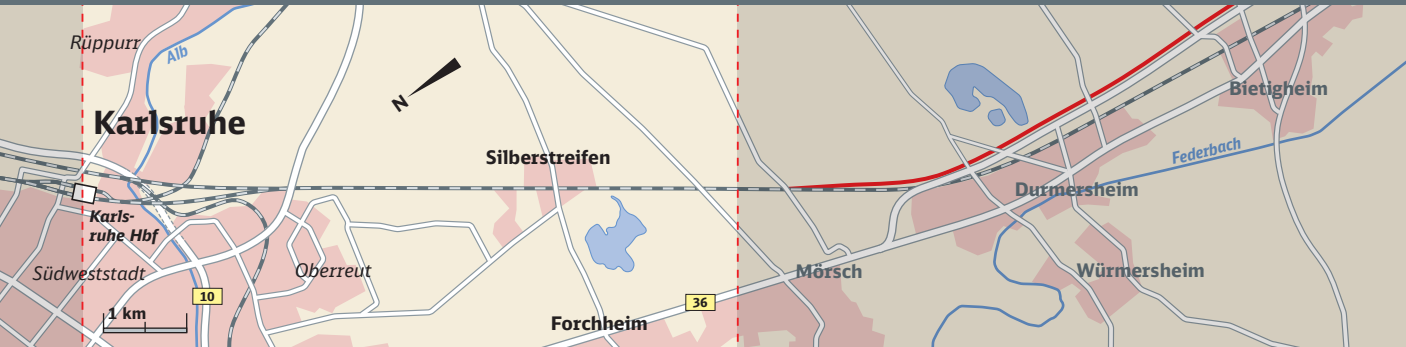 Rüppurr
Alb
N
Karlsruhe
Silberstreifen
Karls-
ruhe Hbf
Südweststadt
Oberreut
10
1 km
36
Forchheim
Mörsch
Bietigheim
Federbach
Durmersheim
Würmersheim